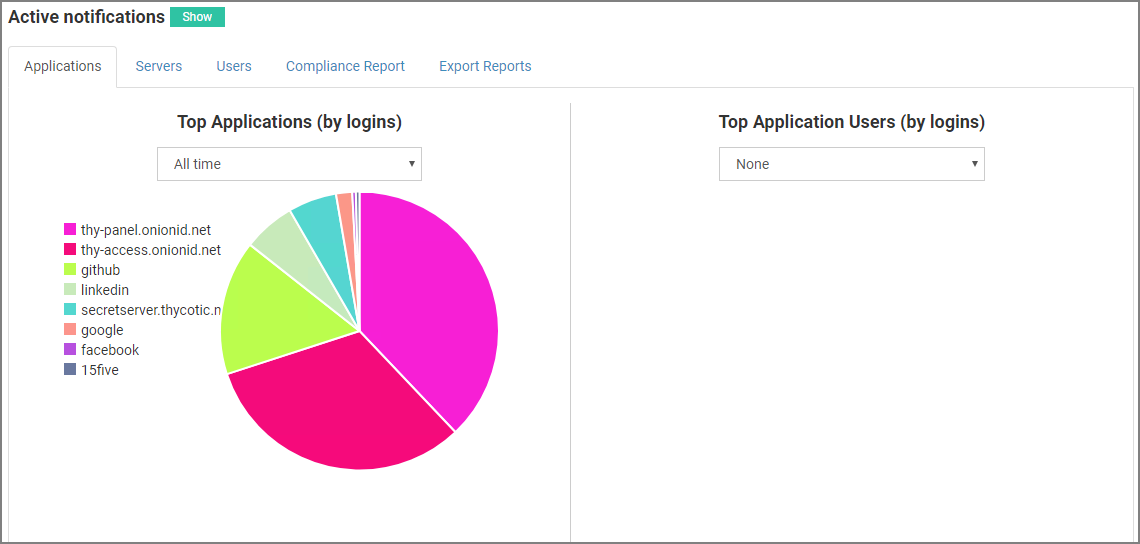 Active notifications Show
Applications Servers Users Compliance Report Export Reports
Top Applications (by logins)
All time
thy-panel.onionid.net
thy-access.onionid.net
github
linkedin
secretserver.thycotic.n
google
facebook
15five
Top Application Users (by logins)
None